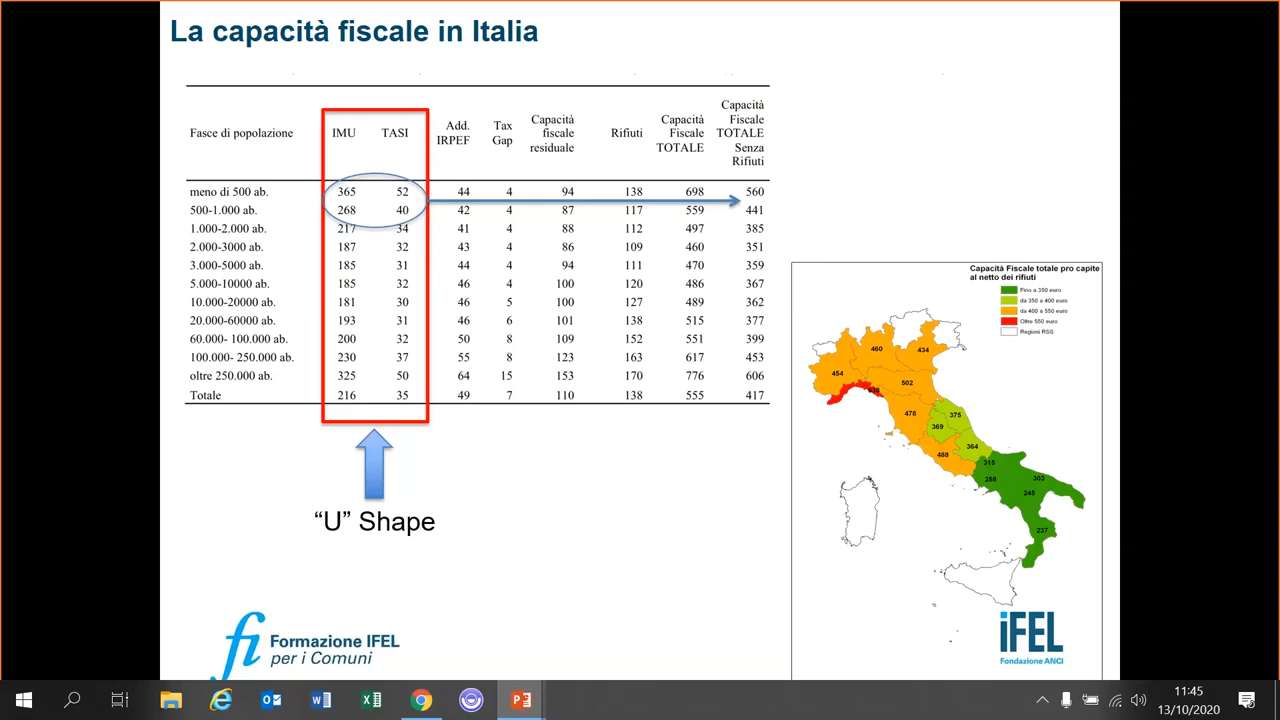 La capacità fiscale in Italia
Fasce di popolazione IMU TASI Add. IRPEF Tax Gap Capacità fiscale residuale Rifiuti Capacità Fiscale TOTALE Capacità Fiscale TOTALE Senza Rifiuti
meno di 500 ab. 365 52 44 4 94 138 698 560
500-1.000 ab. 268 40 42 4 87 117 559 441
1.000-2.000 ab. 217 34 41 4 88 112 497 385
2.000-3000 ab. 187 32 43 4 86 109 460 351
3.000-5000 ab. 185 31 44 4 94 111 470 359
5.000-10000 ab. 185 32 46 4 100 120 486 367
10.000-20000 ab. 181 30 46 5 100 127 489 362
20.000-60000 ab. 193 31 46 6 101 138 515 377
60.000- 100.000 ab. 200 32 50 8 109 152 551 399
100.000- 250.000 ab. 230 37 55 8 123 163 617 453
oltre 250.000 ab. 325 50 64 15 153 170 776 606
Totale 216 35 49 7 110 138 555 417
“U” Shape
Capacità Fiscale totale pro capite
al netto dei rifiuti
Fino a 350 euro
da 350 a 400 euro
da 400 a 550 euro
Oltre 550 euro
Regioni RSS
460
434
454
502
478
375
369
364
488
315
258
303
245
237
fi Formazione IFEL
per i Comuni
iFEL
Fondazione ANCI
11:45
13/10/2020